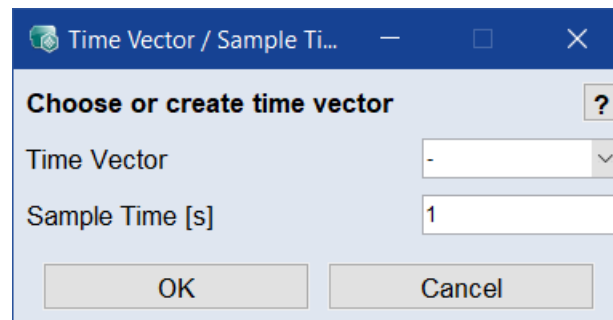 Time Vector / Sample Ti...
Choose or create time vector ?
Time Vector -
Sample Time [s] 1
OK Cancel